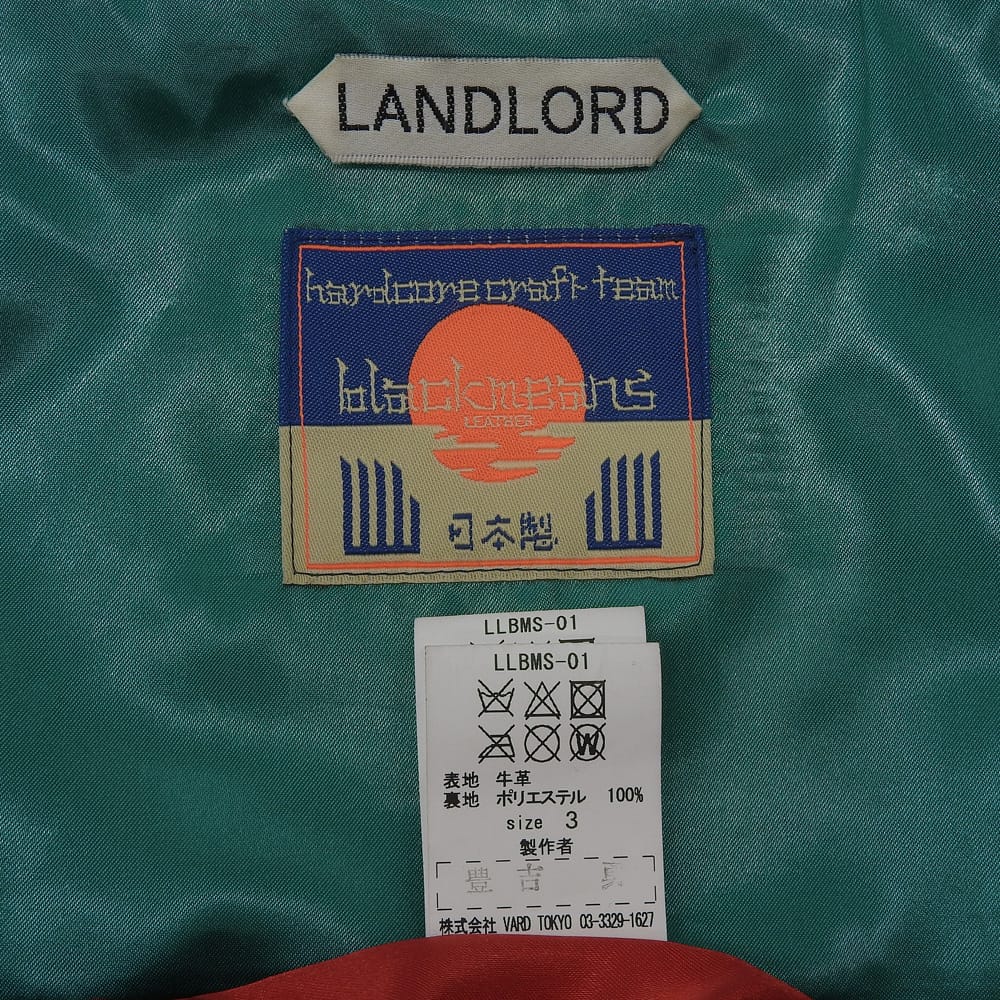 LANDLORD
hardcore craft team
blackmeans
LEATHER
日本製
LLBMS-01
LLBMS-01
表地 牛革
裏地 ポリエステル 100%
size 3
製作者
豊 吉 真
株式会社 VARD TOKYO 03-3329-1627